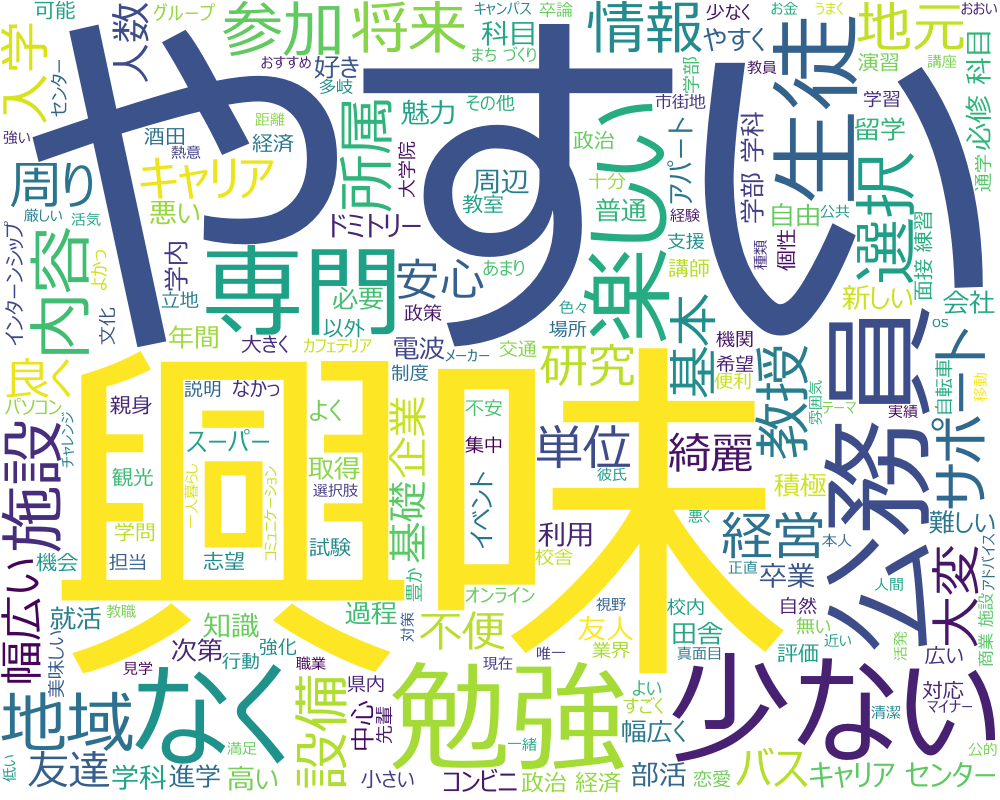 やすい
興味
専門
楽しい
少ない
なく
勉強
公務員
生徒
地域
内容
施設
設備
参加
将来
情報
地元
入学
人数
所属
選択
教授
サポート
基本
研究
単位
綺麗
経営
大変
バス
不便
友達
幅広い
良く
周り
キャリア
安心
電波
基礎
企業
可能
グループ
センター
強い
おすすめ
好き
多岐
酒田
熱意
距離
経済
キャンパス
卒論
科目
まち づくり
魅力
その他
大学院
ドミトリー
周辺
教室
政治
市街地
十分
普通
アパート
経験
少なく
やすく
学部
お金
うまく
教員
講座
おおい
演習
科目
必修
学習
留学
通学
学部 学科
自由
公共
種類
個性
支援
講師
面接 練習
新しい
会社
悪い
厳しい
活気
インターンシップ
よかっ
文化
学内
立地
年間
大きく
必要
以外
カフェテリア
政策
あまり
色々
場所
メーカー
交通
制度
機関
希望
便利
雰囲気
テーマ
実績
自転車
os
移動
パソコン
チャレンジ
親身
説明
なかっ
よく
スーパー
観光
一人暮らし
コミュニケーション
取得
選択肢
学問
担当
志望
試験
機会
不安
集中
イベント
彼氏
利用
校舎
積極
悪く
難しい
本人
正直
卒業
アドバイス
人間
商業 施設
就活
美味しい
教職
知識
過程
豊か
対策
オンライン
視野
校内
自然
無い
友人
田舎
業界
真面目
評価
近い
活発
広い
次第
強化
行動
見学
職業
現在
唯一
県内
中心
先輩
よい
すごく
幅広く
一緒
清潔
対応
マイナー
公的
低い
学科
進学
満足
高い
小さい
コンビニ
政治 経済
部活
恋愛
キャリア センター